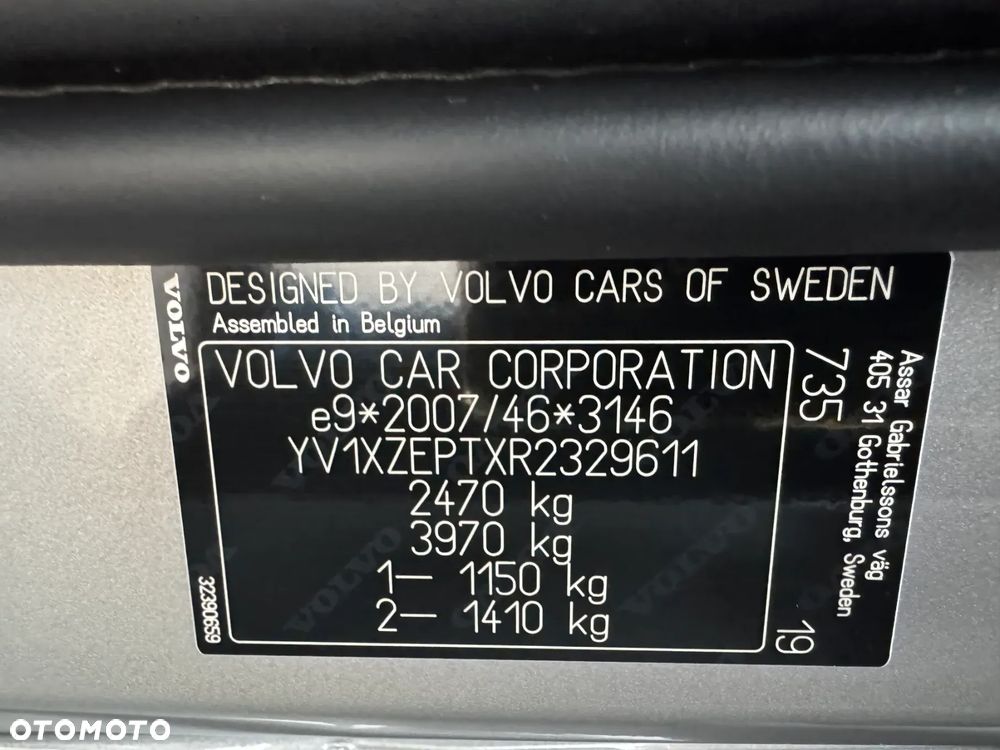 DESIGNED BY VOLVO CARS OF SWEDEN
Assembled in Belgium
VOLVO
VOLVO CAR CORPORATION
e9*2007/46*3146
YV1XZEPTXR2329611
2470 kg
3970 kg
1— 1150 kg
2— 1410 kg
32390659
735
19
Assar Gabrielssons väg
405 31 Gothenburg, Sweden
OTOMOTO